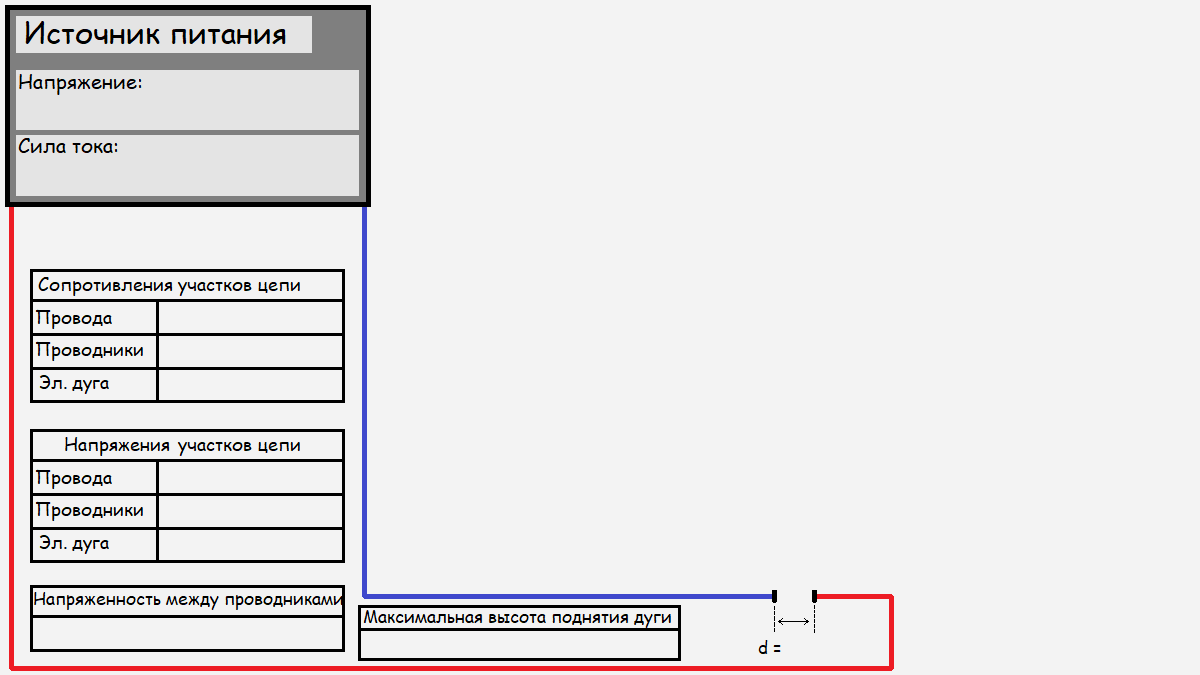 Источник питания
Напряжение:
Сила тока:
Сопротивления участков цепи
Провода
Проводники
Эл. дуга
Напряжения участков цепи
Провода
Проводники
Эл. дуга
Напряженность между проводниками
Максимальная высота поднятия дуги
d =